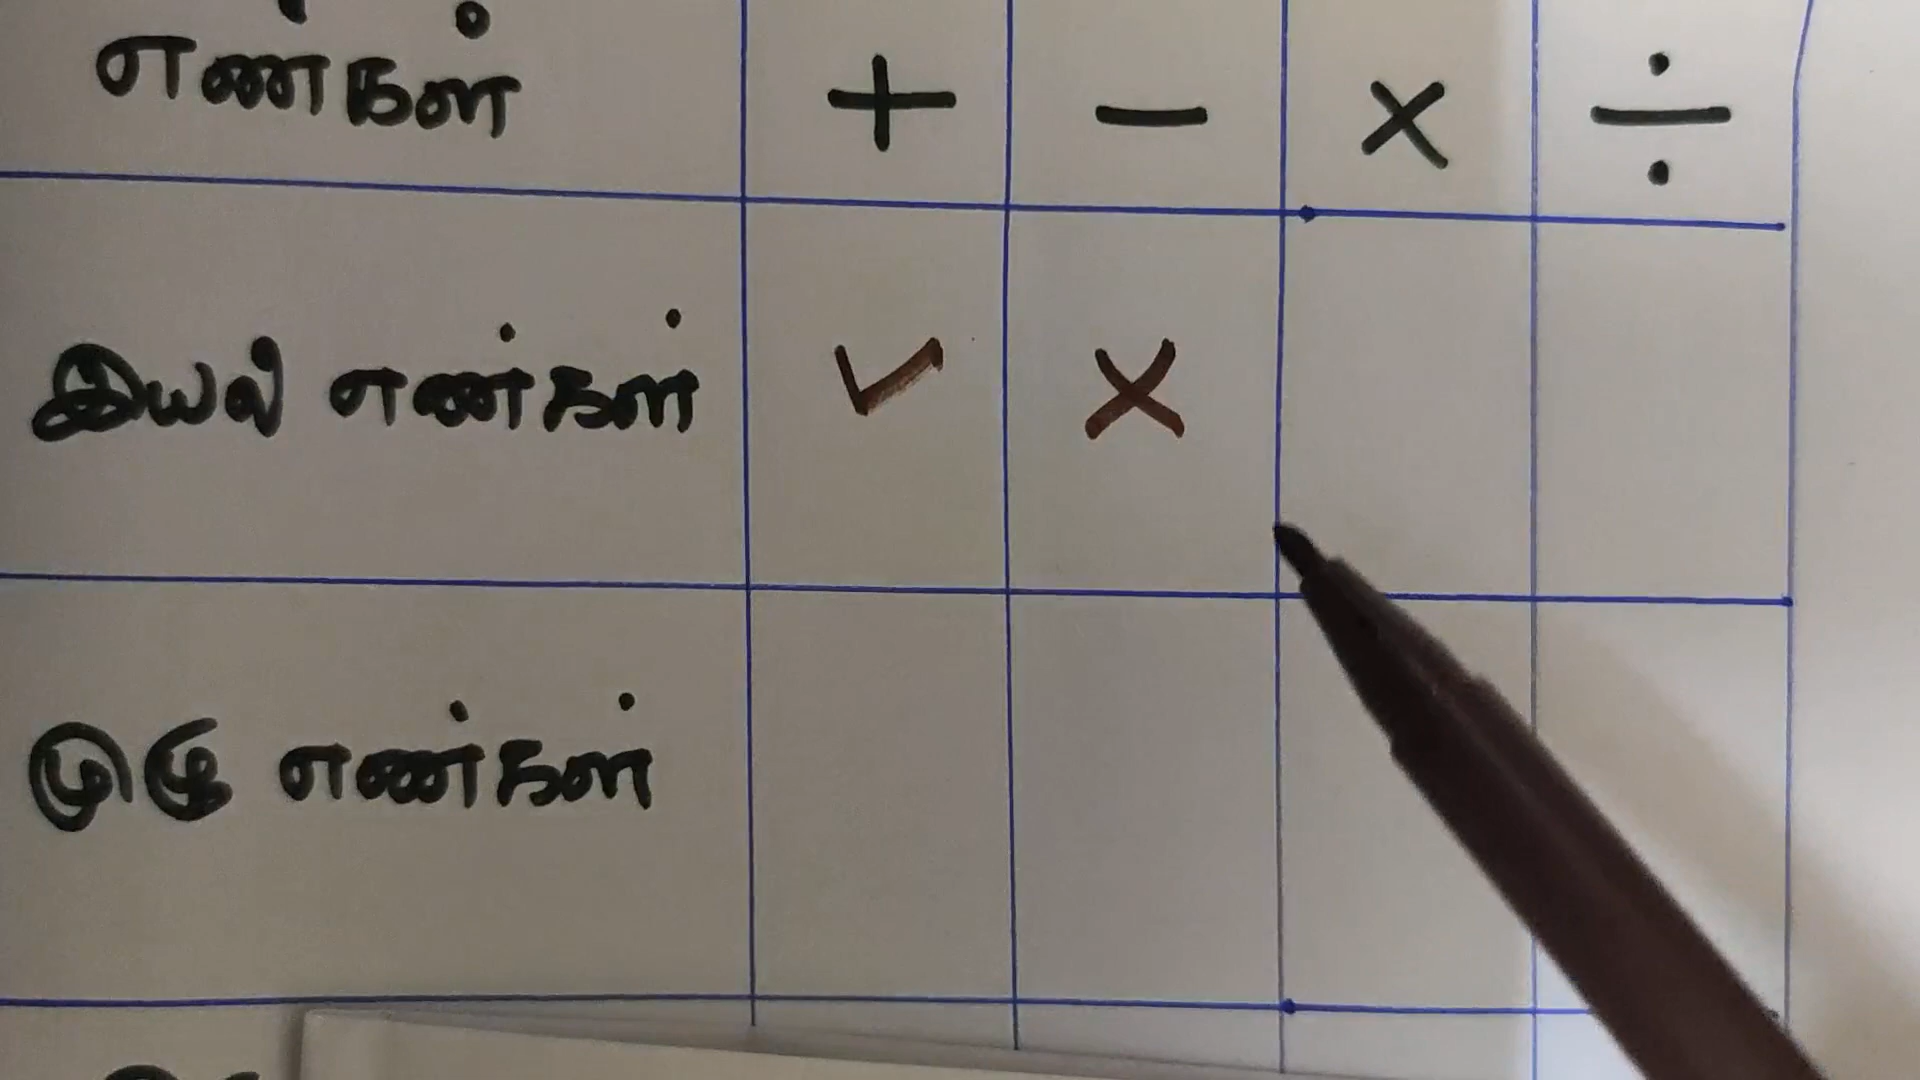 எண்கள் + - × ÷
இயல் எண்கள் ✓ ×
முழு எண்கள்